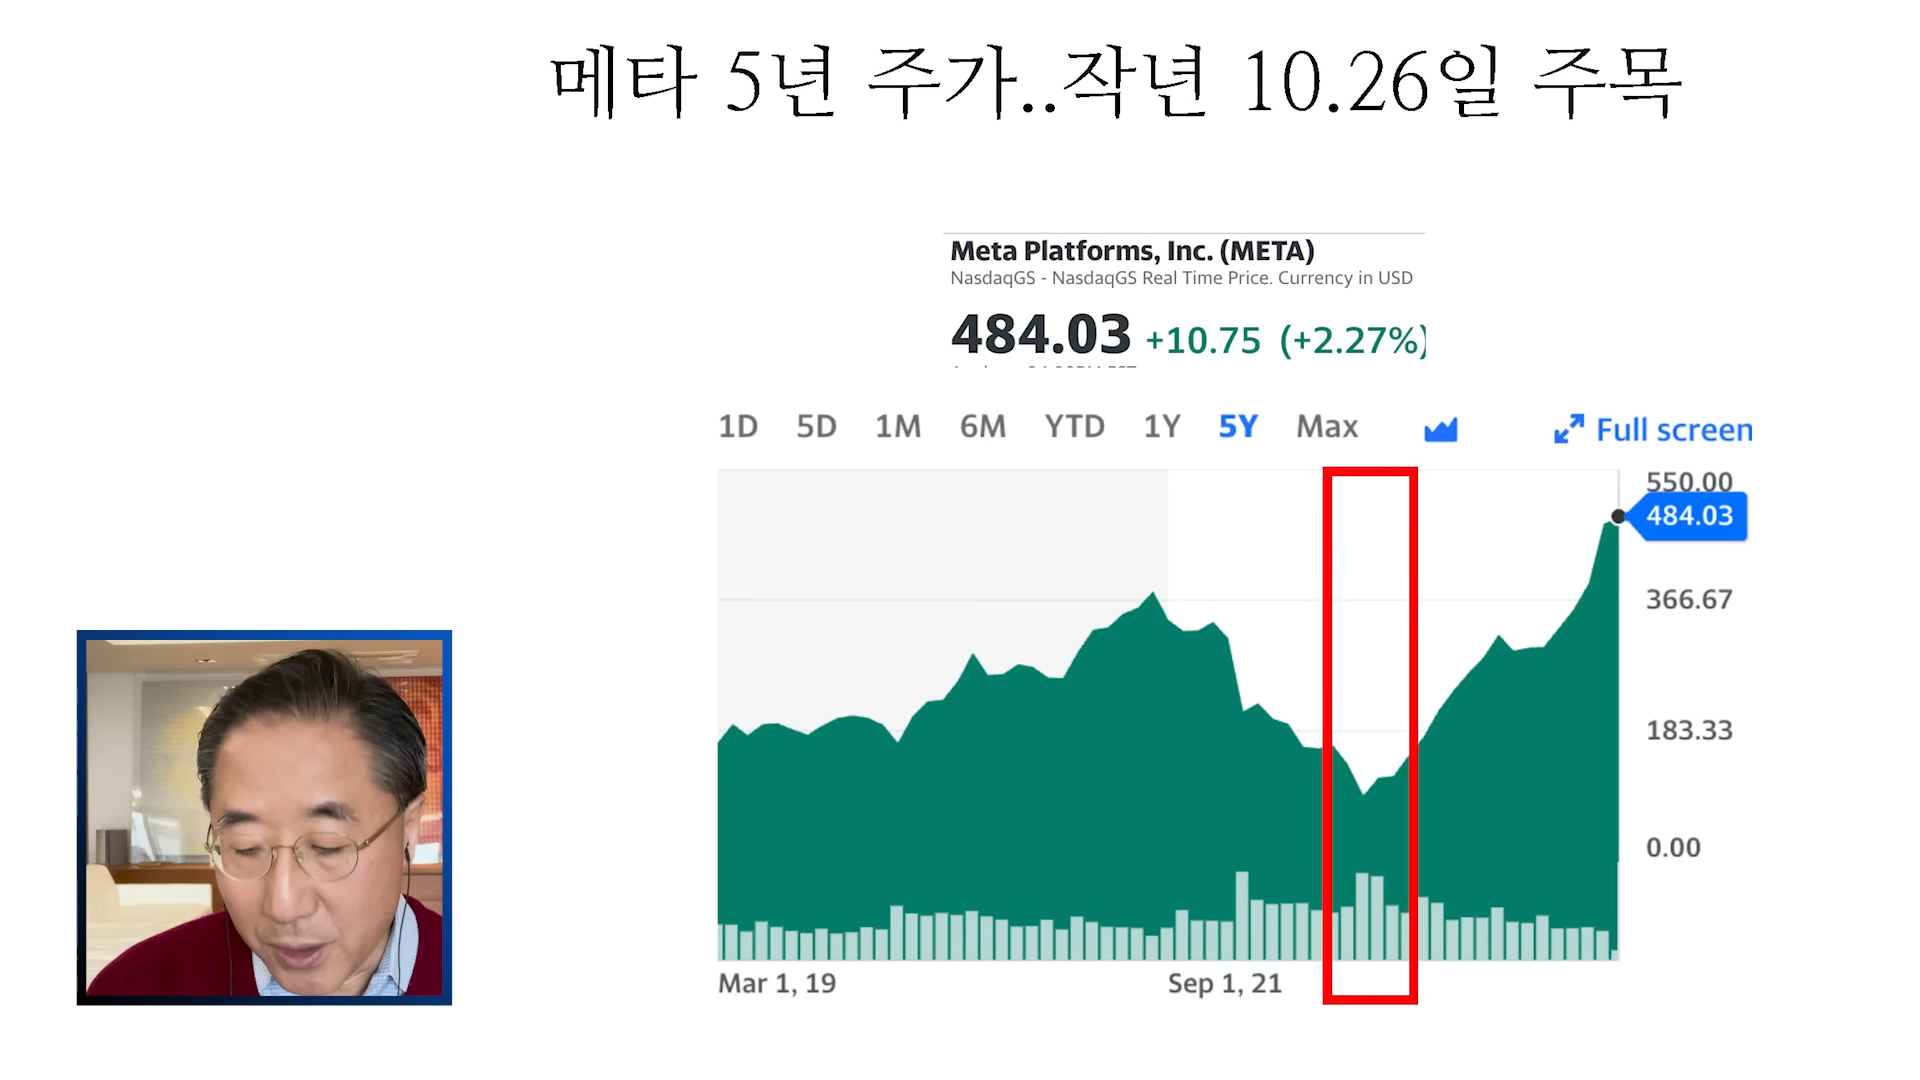 메타 5년 주가..작년 10.26일 주목
Meta Platforms, Inc. (META)
NasdaqGS - NasdaqGS Real Time Price. Currency in USD
484.03 +10.75 (+2.27%)
1D 5D 1M 6M YTD 1Y 5Y Max Full screen
550.00
484.03
366.67
183.33
0.00
Mar 1, 19 Sep 1, 21